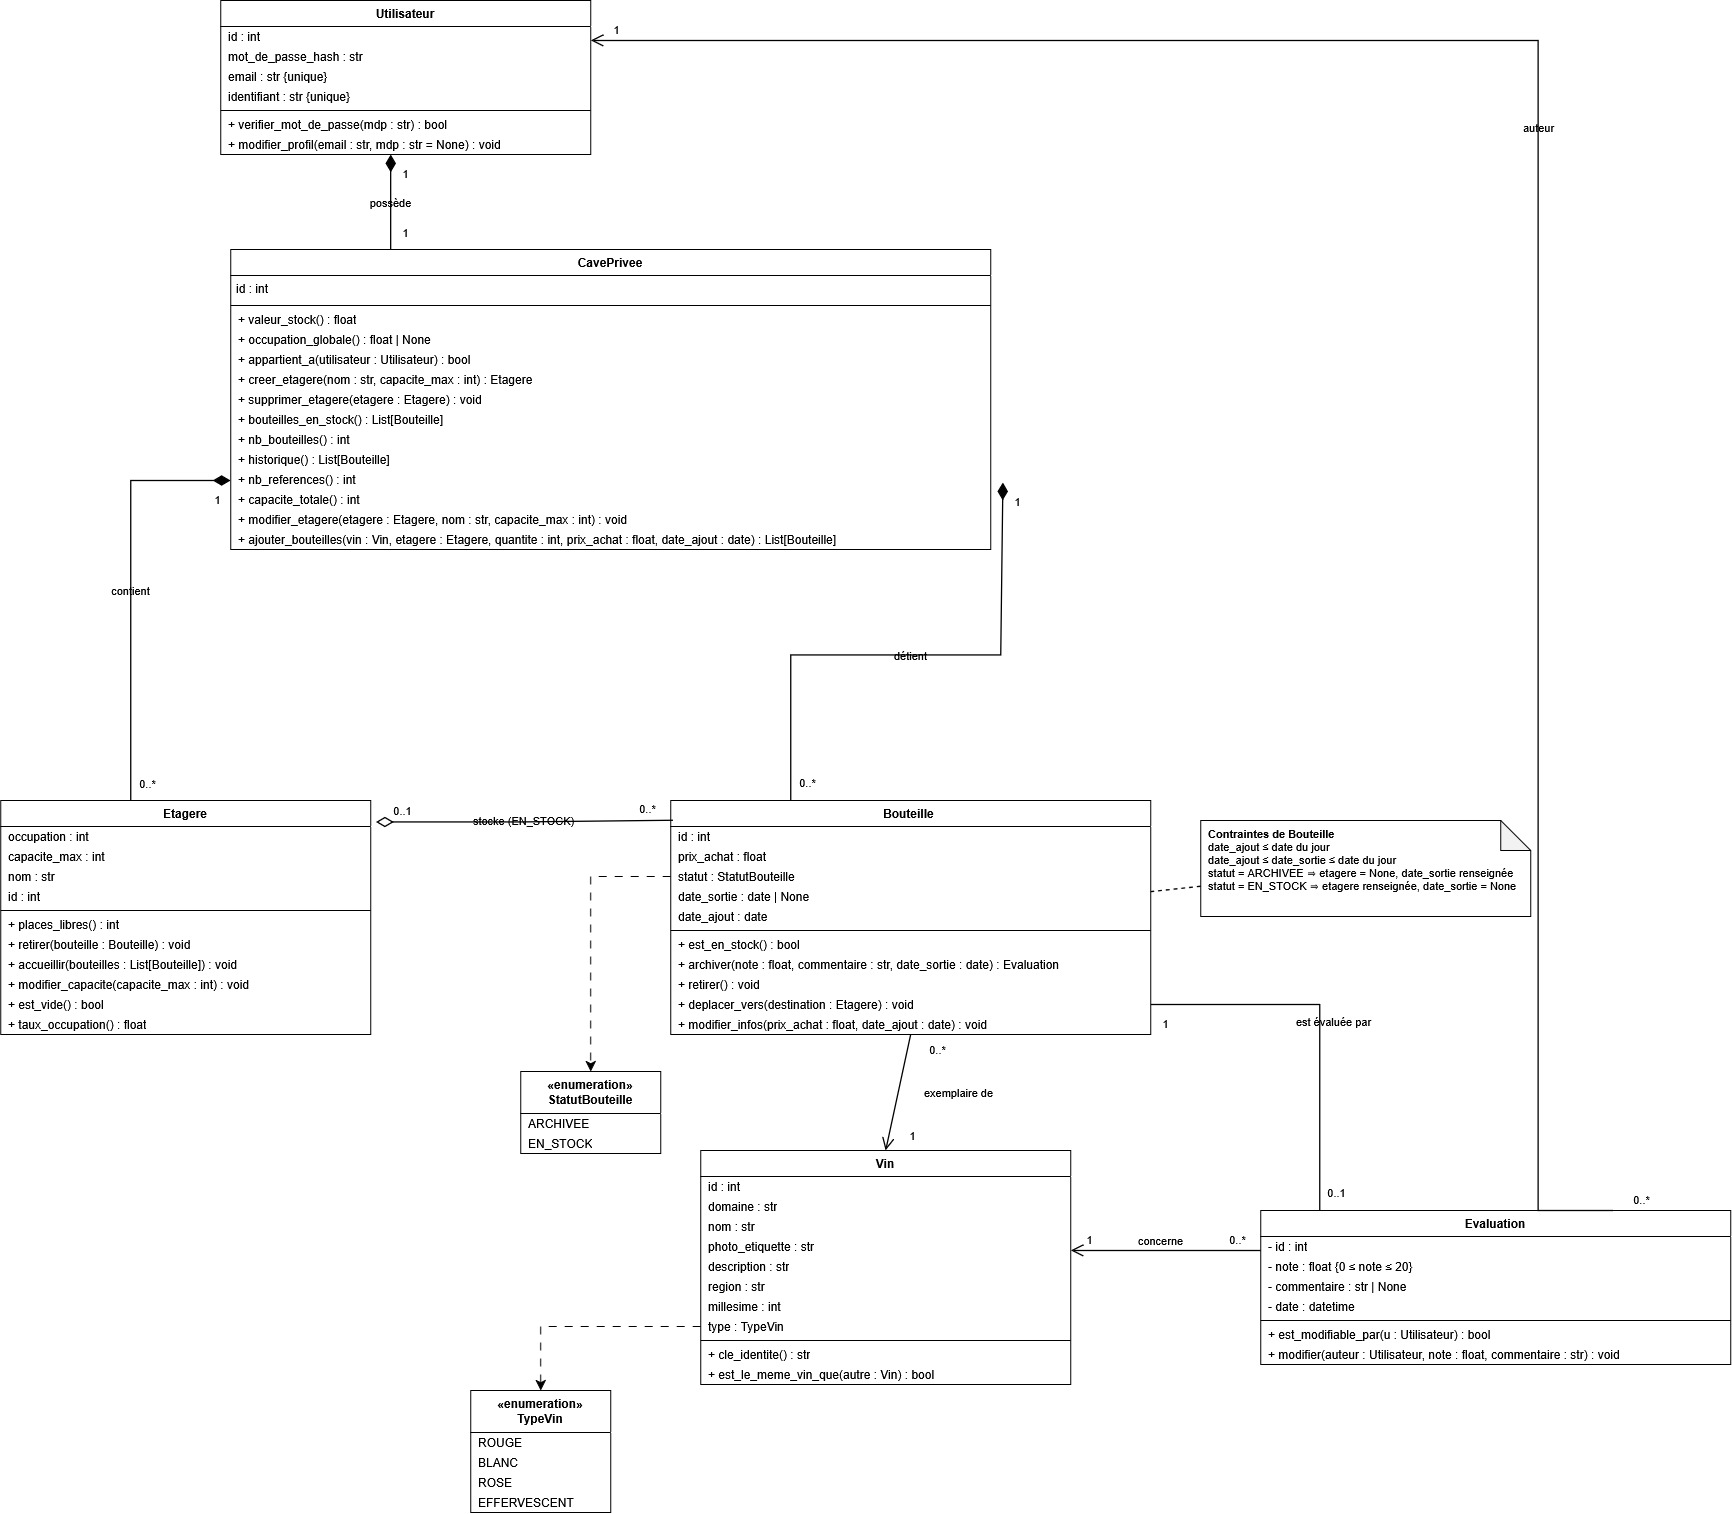 Utilisateur
id : int
mot_de_passe_hash : str
email : str {unique}
identifiant : str {unique}
+ verifier_mot_de_passe(mdp : str) : bool
+ modifier_profil(email : str, mdp : str = None) : void
1
auteur
1
possède
1
CavePrivee
id : int
+ valeur_stock() : float
+ occupation_globale() : float | None
+ appartient_a(utilisateur : Utilisateur) : bool
+ creer_etagere(nom : str, capacite_max : int) : Etagere
+ supprimer_etagere(etagere : Etagere) : void
+ bouteilles_en_stock() : List[Bouteille]
+ nb_bouteilles() : int
+ historique() : List[Bouteille]
+ nb_references() : int
+ capacite_totale() : int
+ modifier_etagere(etagere : Etagere, nom : str, capacite_max : int) : void
+ ajouter_bouteilles(vin : Vin, etagere : Etagere, quantite : int, prix_achat : float, date_ajout : date) : List[Bouteille]
1
1
contient
détient
0..*
0..*
Etagere
occupation : int
capacite_max : int
nom : str
id : int
+ places_libres() : int
+ retirer(bouteille : Bouteille) : void
+ accueillir(bouteilles : List[Bouteille]) : void
+ modifier_capacite(capacite_max : int) : void
+ est_vide() : bool
+ taux_occupation() : float
0..1
stocke (EN_STOCK)
0..*
Bouteille
id : int
prix_achat : float
statut : StatutBouteille
date_sortie : date | None
date_ajout : date
+ est_en_stock() : bool
+ archiver(note : float, commentaire : str, date_sortie : date) : Evaluation
+ retirer() : void
+ deplacer_vers(destination : Etagere) : void
+ modifier_infos(prix_achat : float, date_ajout : date) : void
Contraintes de Bouteille
date_ajout ≤ date du jour
date_ajout ≤ date_sortie ≤ date du jour
statut = ARCHIVEE ⇒ etagere = None, date_sortie renseignée
statut = EN_STOCK ⇒ etagere renseignée, date_sortie = None
1
est évaluée par
0..1
0..*
exemplaire de
1
«enumeration»
StatutBouteille
ARCHIVEE
EN_STOCK
Vin
id : int
domaine : str
nom : str
photo_etiquette : str
description : str
region : str
millesime : int
type : TypeVin
+ cle_identite() : str
+ est_le_meme_vin_que(autre : Vin) : bool
1
concerne
0..*
0..*
Evaluation
- id : int
- note : float {0 ≤ note ≤ 20}
- commentaire : str | None
- date : datetime
+ est_modifiable_par(u : Utilisateur) : bool
+ modifier(auteur : Utilisateur, note : float, commentaire : str) : void
«enumeration»
TypeVin
ROUGE
BLANC
ROSE
EFFERVESCENT